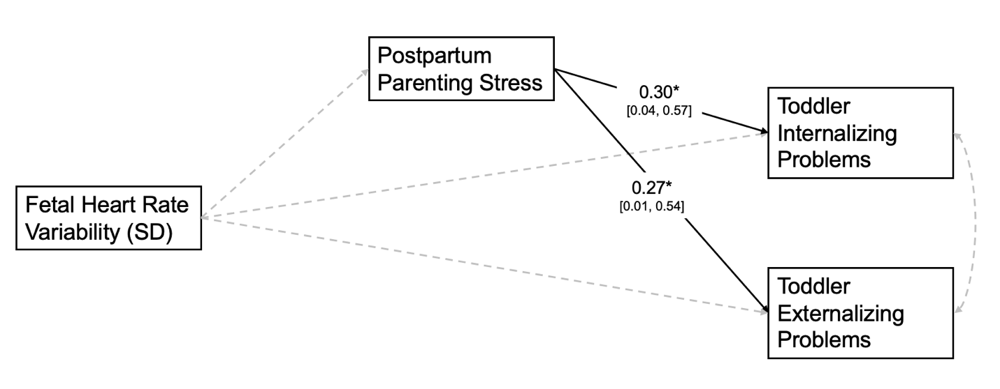 Postpartum
Parenting Stress
0.30*
[0.04, 0.57]
Toddler
Internalizing
Problems
Fetal Heart Rate
Variability (SD)
0.27*
[0.01, 0.54]
Toddler
Externalizing
Problems